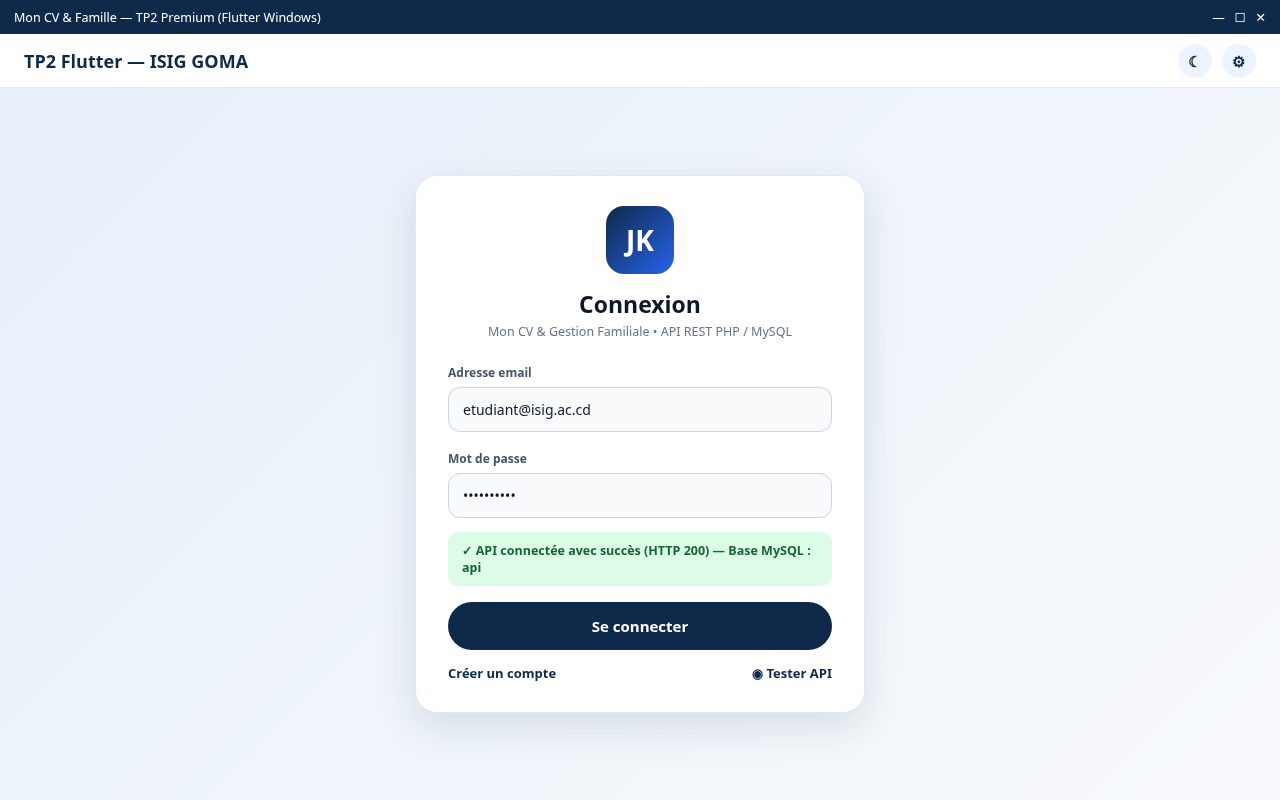 Mon CV & Famille — TP2 Premium (Flutter Windows)
TP2 Flutter — ISIG GOMA
JK
Connexion
Mon CV & Gestion Familiale • API REST PHP / MySQL
Adresse email
etudiant@isig.ac.cd
Mot de passe
••••••••••
✓ API connectée avec succès (HTTP 200) — Base MySQL :
api
Se connecter
Créer un compte
◉ Tester API